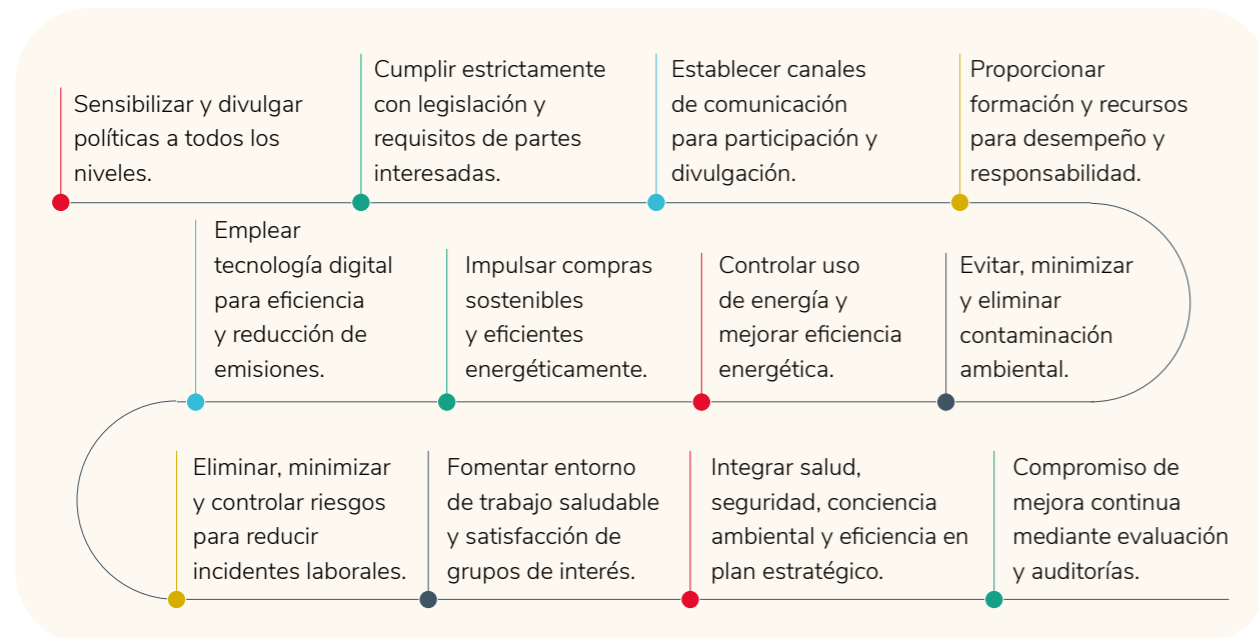 Sensibilizar y divulgar
políticas a todos los
niveles.
Cumplir estrictamente
con legislación y
requisitos de partes
interesadas.
Establecer canales
de comunicación
para participación y
divulgación.
Proporcionar
formación y recursos
para desempeño y
responsabilidad.
Evitar, minimizar
y eliminar
contaminación
ambiental.
Controlar uso
de energía y
mejorar eficiencia
energética.
Impulsar compras
sostenibles
y eficientes
energéticamente.
Emplear
tecnología digital
para eficiencia
y reducción de
emisiones.
Eliminar, minimizar
y controlar riesgos
para reducir
incidentes laborales.
Fomentar entorno
de trabajo saludable
y satisfacción de
grupos de interés.
Integrar salud,
seguridad, conciencia
ambiental y eficiencia en
plan estratégico.
Compromiso de
mejora continua
mediante evaluación
y auditorías.